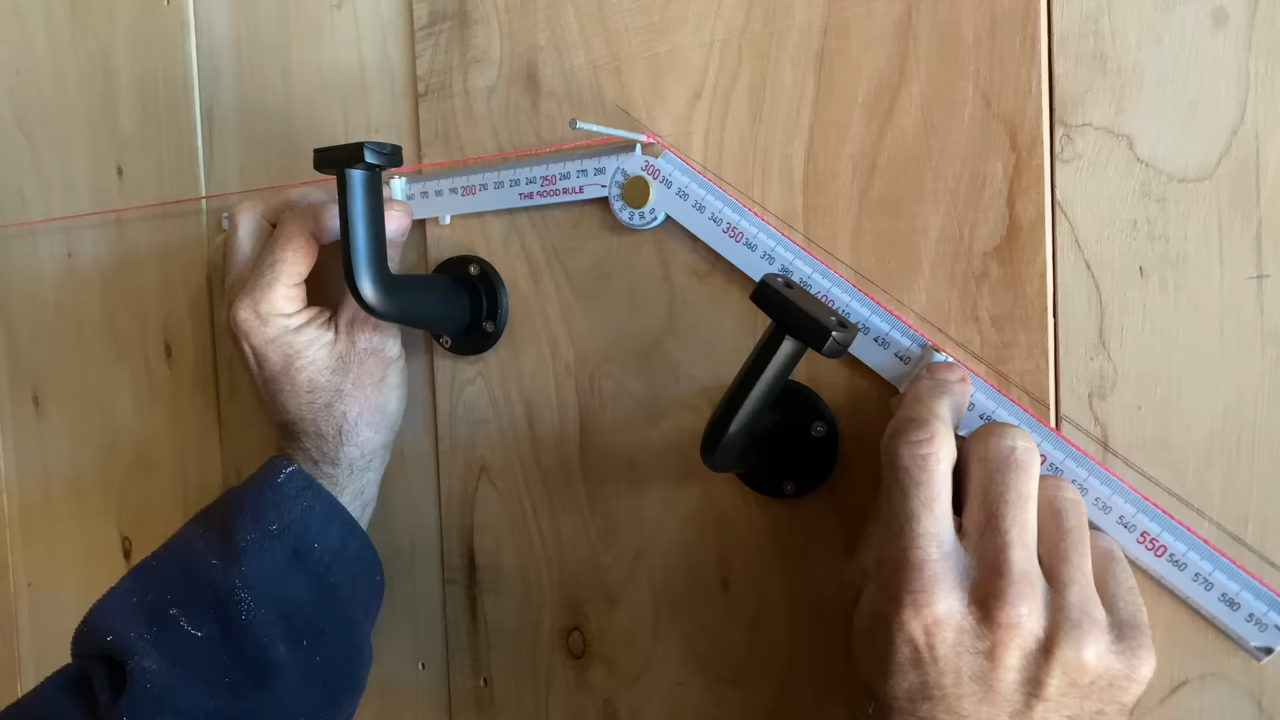 160 170 180 190 200 210 220 230 240 250 260 270 280
THE GOOD RULE
300 310 320 330 340 350 360 370 380 390 400 410 420 430 440
510 520 530 540 550 560 570 580 590